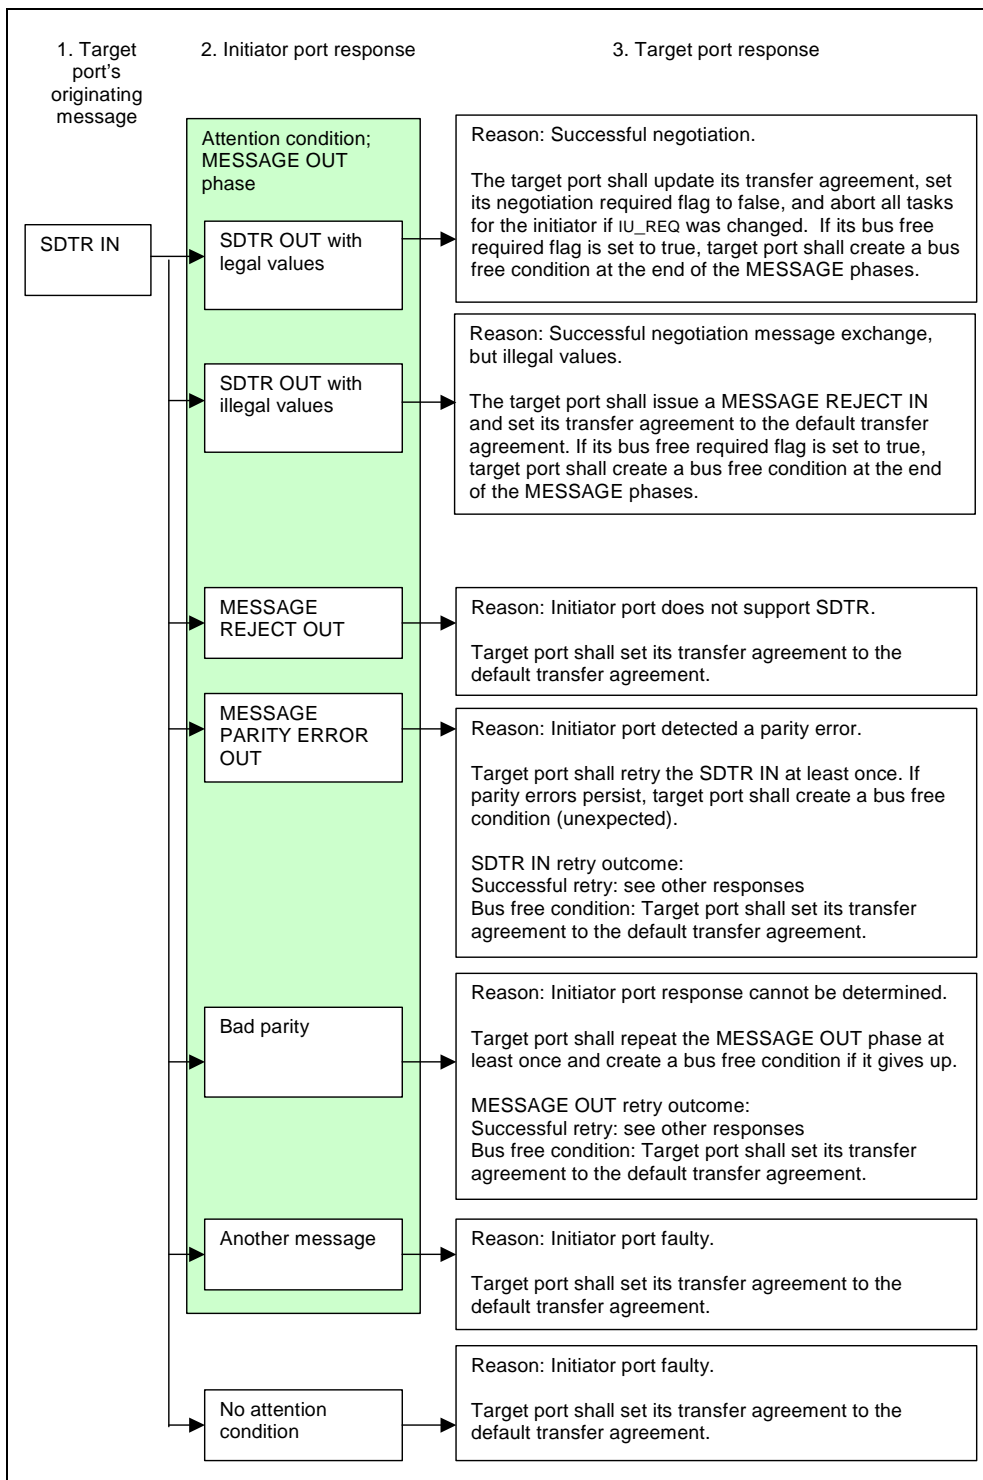 1. Target
port's
originating
message
2. Initiator port response
3. Target port response
SDTR IN
Attention condition;
MESSAGE OUT
phase
SDTR OUT with
legal values
Reason: Successful negotiation.
The target port shall update its transfer agreement, set
its negotiation required flag to false, and abort all tasks
for the initiator if IU_REQ was changed. If its bus free
required flag is set to true, target port shall create a bus
free condition at the end of the MESSAGE phases.
SDTR OUT with
illegal values
Reason: Successful negotiation message exchange,
but illegal values.
The target port shall issue a MESSAGE REJECT IN
and set its transfer agreement to the default transfer
agreement. If its bus free required flag is set to true,
target port shall create a bus free condition at the end
of the MESSAGE phases.
MESSAGE
REJECT OUT
Reason: Initiator port does not support SDTR.
Target port shall set its transfer agreement to the
default transfer agreement.
MESSAGE
PARITY ERROR
OUT
Reason: Initiator port detected a parity error.
Target port shall retry the SDTR IN at least once. If
parity errors persist, target port shall create a bus free
condition (unexpected).
SDTR IN retry outcome:
Successful retry: see other responses
Bus free condition: Target port shall set its transfer
agreement to the default transfer agreement.
Bad parity
Reason: Initiator port response cannot be determined.
Target port shall repeat the MESSAGE OUT phase at
least once and create a bus free condition if it gives up.
MESSAGE OUT retry outcome:
Successful retry: see other responses
Bus free condition: Target port shall set its transfer
agreement to the default transfer agreement.
Another message
Reason: Initiator port faulty.
Target port shall set its transfer agreement to the
default transfer agreement.
No attention
condition
Reason: Initiator port faulty.
Target port shall set its transfer agreement to the
default transfer agreement.